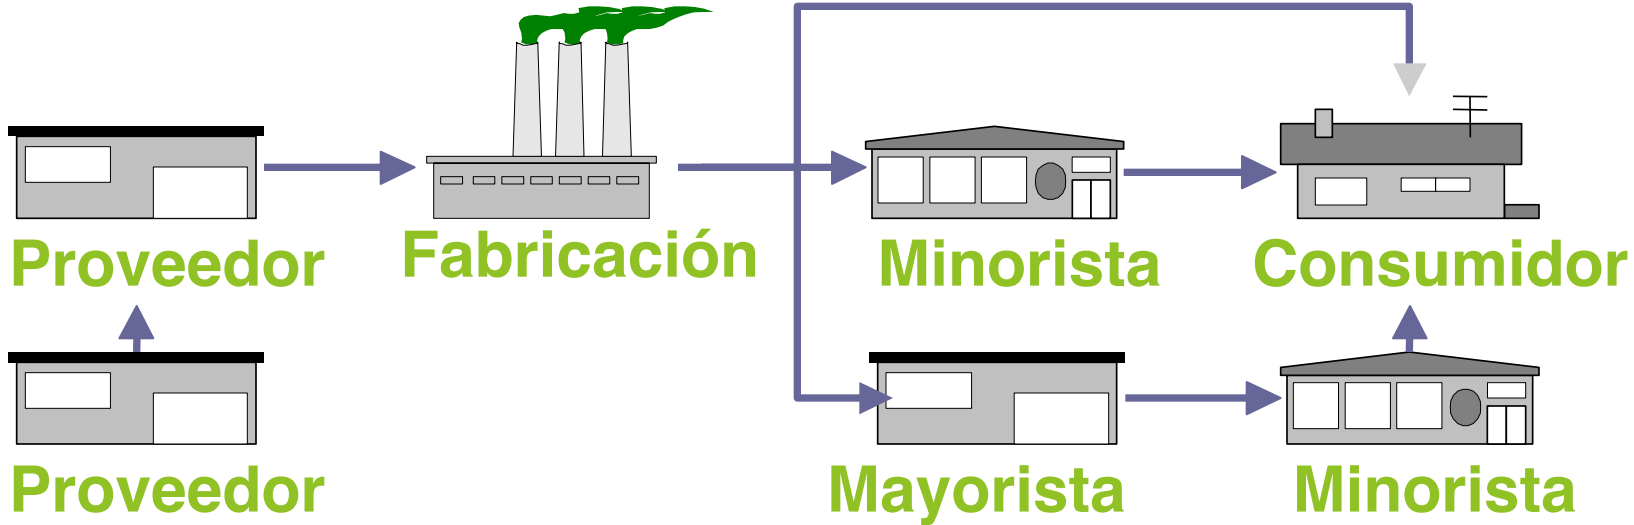 Proveedor
Fabricación
Minorista
Consumidor
Proveedor
Mayorista
Minorista